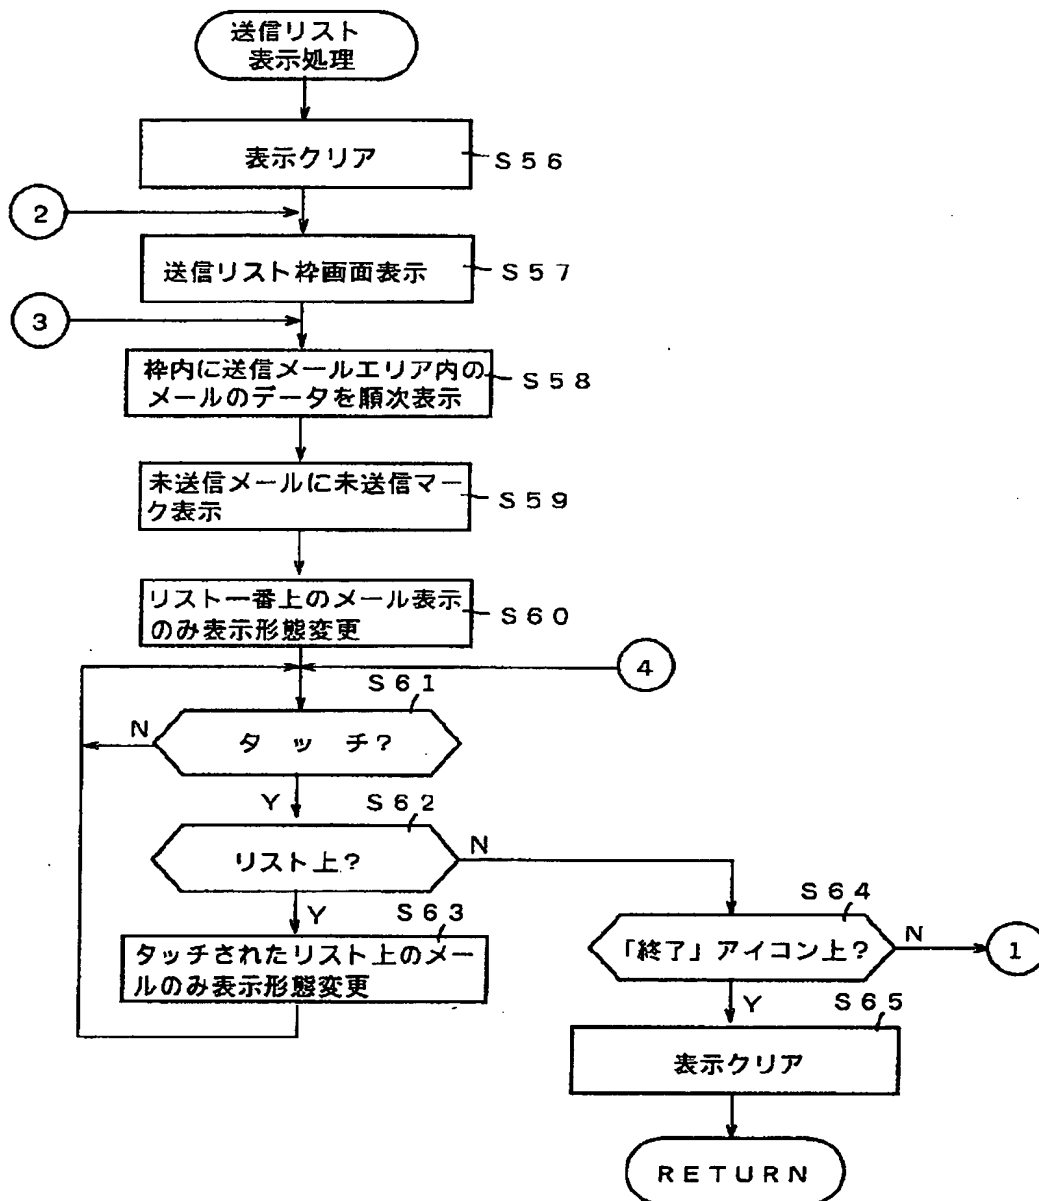 送信リスト
表示処理
表示クリア
S56
2
送信リスト枠画面表示
S57
3
枠内に送信メールエリア内の
メールのデータを順次表示
S58
未送信メールに未送信マー
ク表示
S59
リスト一番上のメール表示
のみ表示形態変更
S60
4
S61
タッチ?
N
Y
S62
リスト上?
N
Y
S63
タッチされたリスト上のメー
ルのみ表示形態変更
S64
「終了」アイコン上?
N
1
Y
S65
表示クリア
RETURN